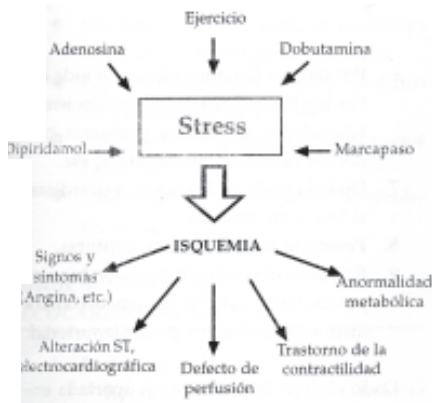 Ejercicio
Adenosina
Dobutamina
Stress
Dipiridamol
Marcapaso
ISQUEMIA
Signos y
síntomas
(Angina, etc.)
Anormalidad
metabólica
Alteración ST,
electrocardiográfica
Defecto de
perfusión
Trastorno de la
contractilidad